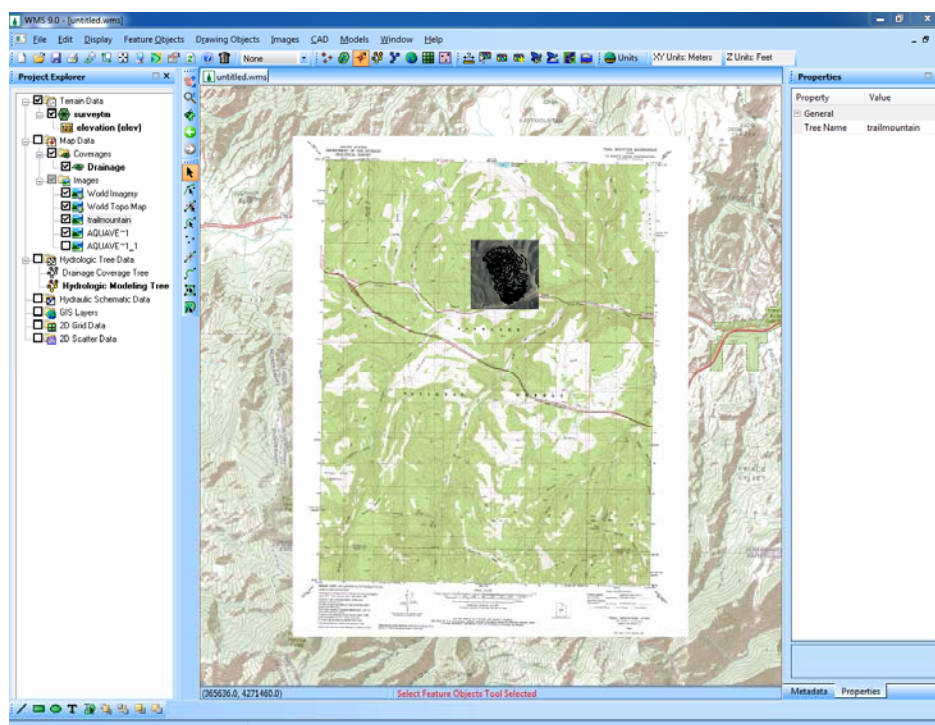 WMS 9.0 - [untitled.wms]
File Edit Display Feature Objects Drawing Objects Images CAD Models Window Help
None Units XY Units: Meters Z Units: Feet
Project Explorer
untitled.wms
Properties
Terrain Data
surveytm
elevation (elev)
Map Data
Coverages
Drainage
Images
World Imagery
World Topo Map
trailmountain
AQUAVE~1
AQUAVE~1_1
Hydrologic Tree Data
Drainage Coverage Tree
Hydrologic Modeling Tree
Hydraulic Schematic Data
GIS Layers
2D Grid Data
2D Scatter Data
Property Value
General
Tree Name trailmountain
(365636.0, 4271460.0) Select Feature Objects Tool Selected
Metadata Properties